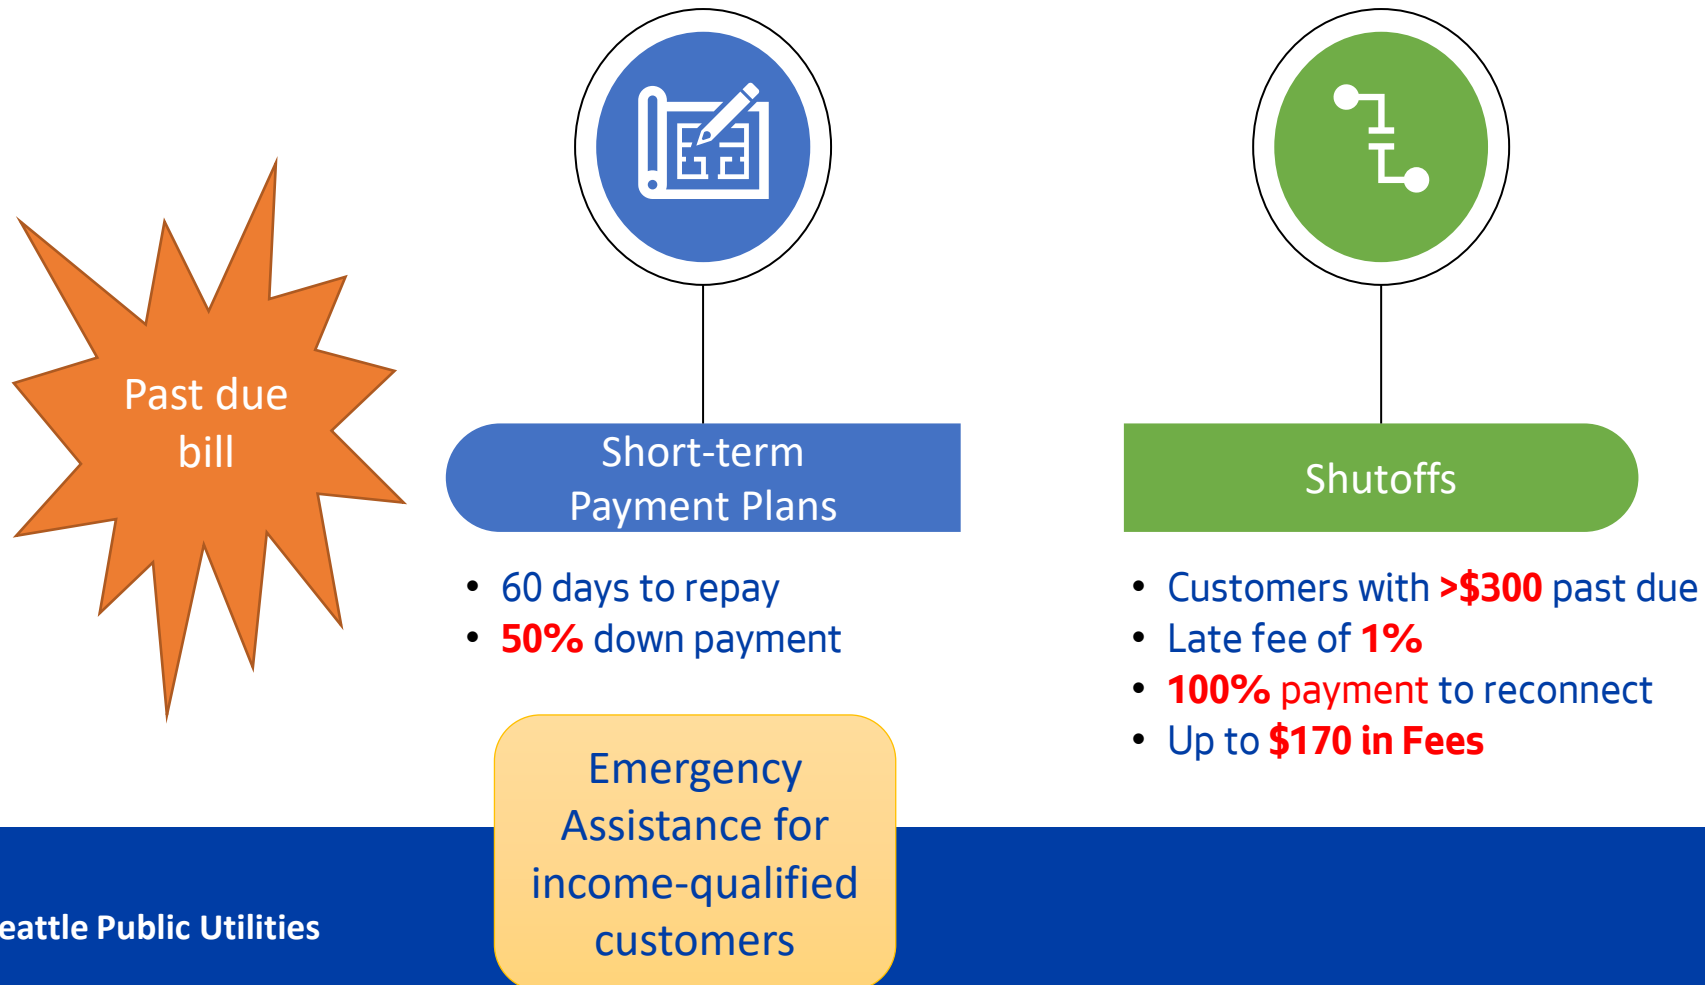 Past due
bill
Short-term
Payment Plans
• 60 days to repay
• 50% down payment
Emergency
Assistance for
income-qualified
customers
Shutoffs
• Customers with >$300 past due
• Late fee of 1%
• 100% payment to reconnect
• Up to $170 in Fees
eattle Public Utilities